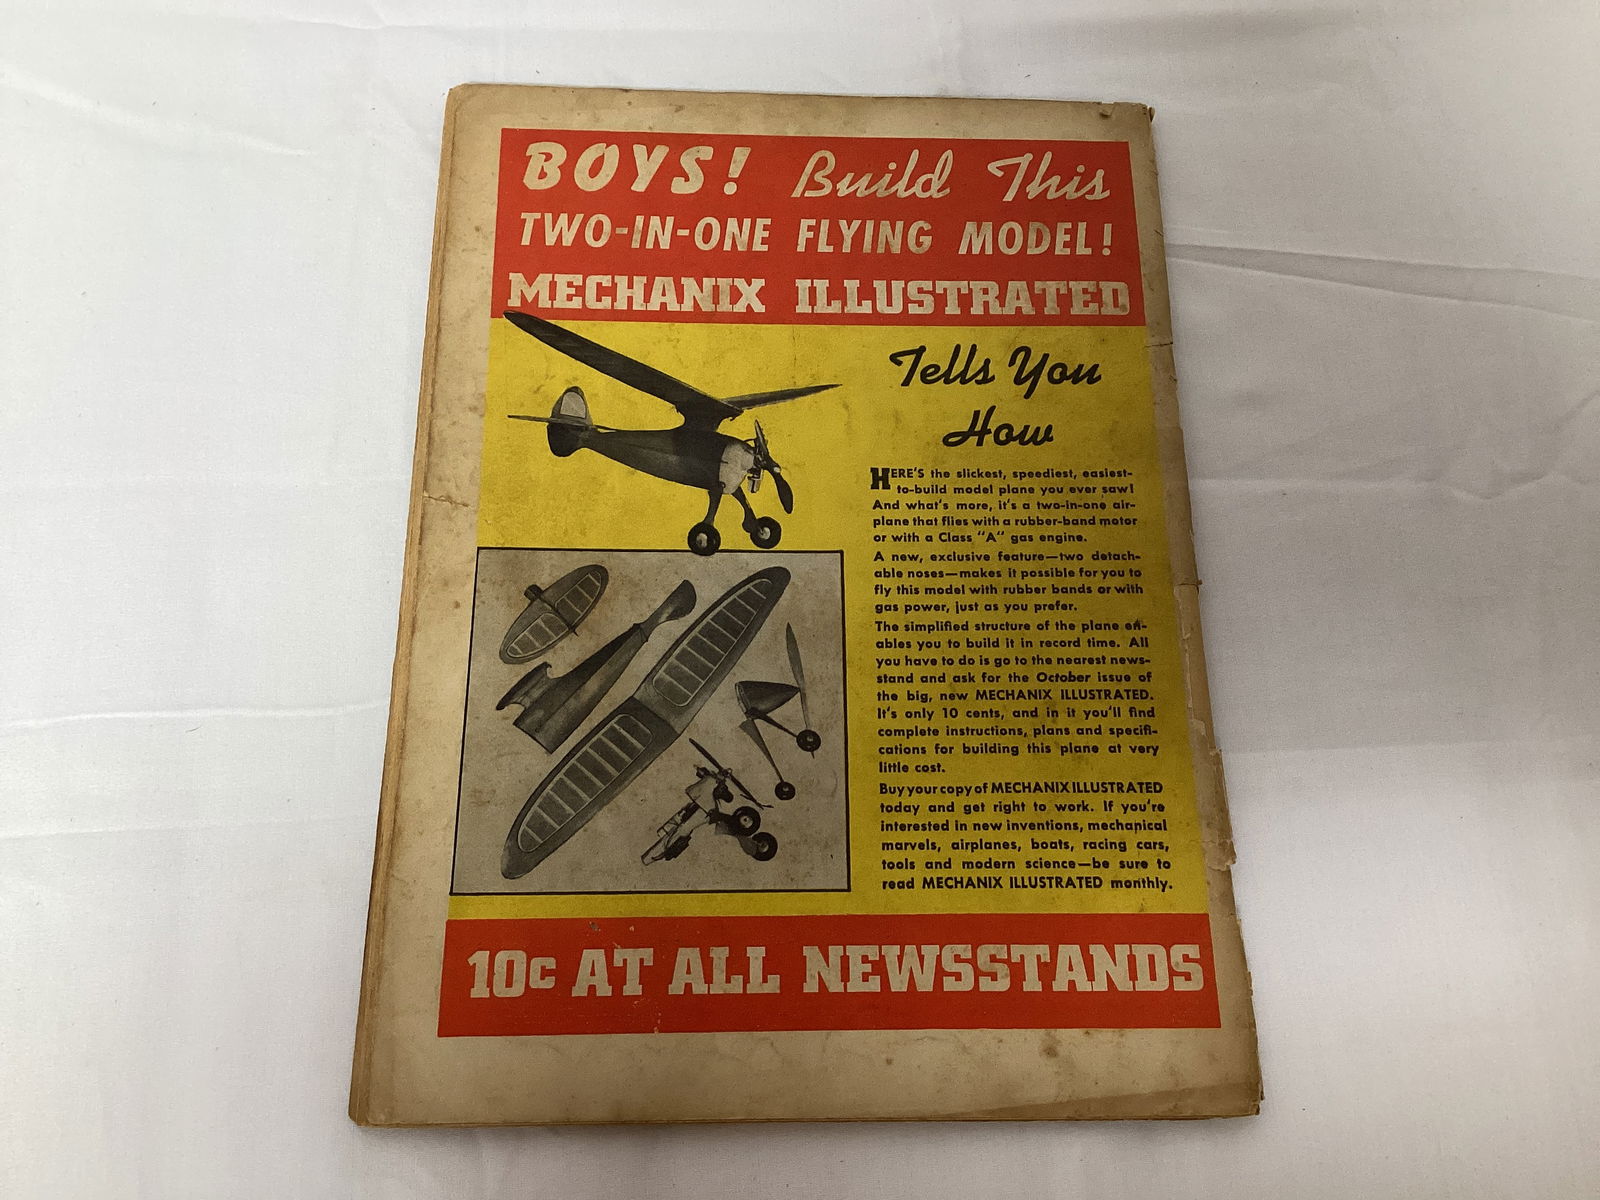 BOYS! Build This
TWO-IN-ONE FLYING MODEL!
MECHANIX ILLUSTRATED
Tells You
How
HERE'S the slickest, speediest, easiest-
to-build model plane you ever saw!
And what's more, it's a two-in-one air-
plane that flies with a rubber-band motor
or with a Class "A" gas engine.
A new, exclusive feature—two detach-
able noses—makes it possible for you to
fly this model with rubber bands or with
gas power, just as you prefer.
The simplified structure of the plane en-
ables you to build it in record time. All
you have to do is go to the nearest news-
stand and ask for the October issue of
the big, new MECHANIX ILLUSTRATED.
It's only 10 cents, and in it you'll find
complete instructions, plans and specifi-
cations for building this plane at very
little cost.
Buy your copy of MECHANIX ILLUSTRATED
today and get right to work. If you're
interested in new inventions, mechanical
marvels, airplanes, boats, racing cars,
tools and modern science—be sure to
read MECHANIX ILLUSTRATED monthly.
10c AT ALL NEWSSTANDS